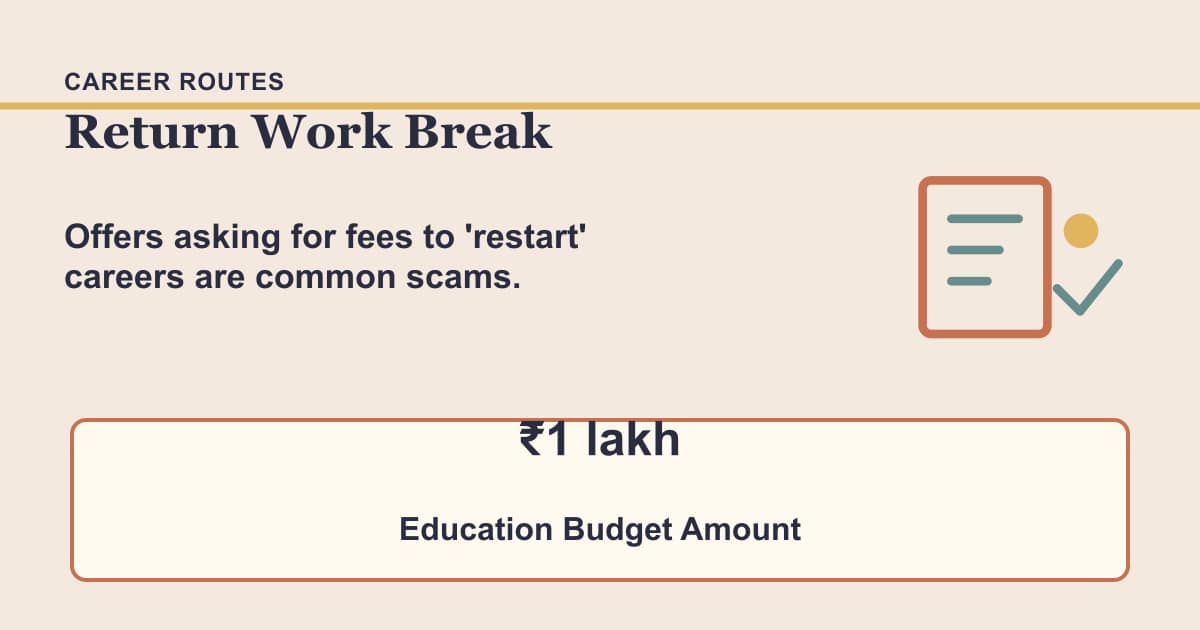 CAREER ROUTES
Return Work Break
Offers asking for fees to 'restart'
careers are common scams.
₹1 lakh
Education Budget Amount